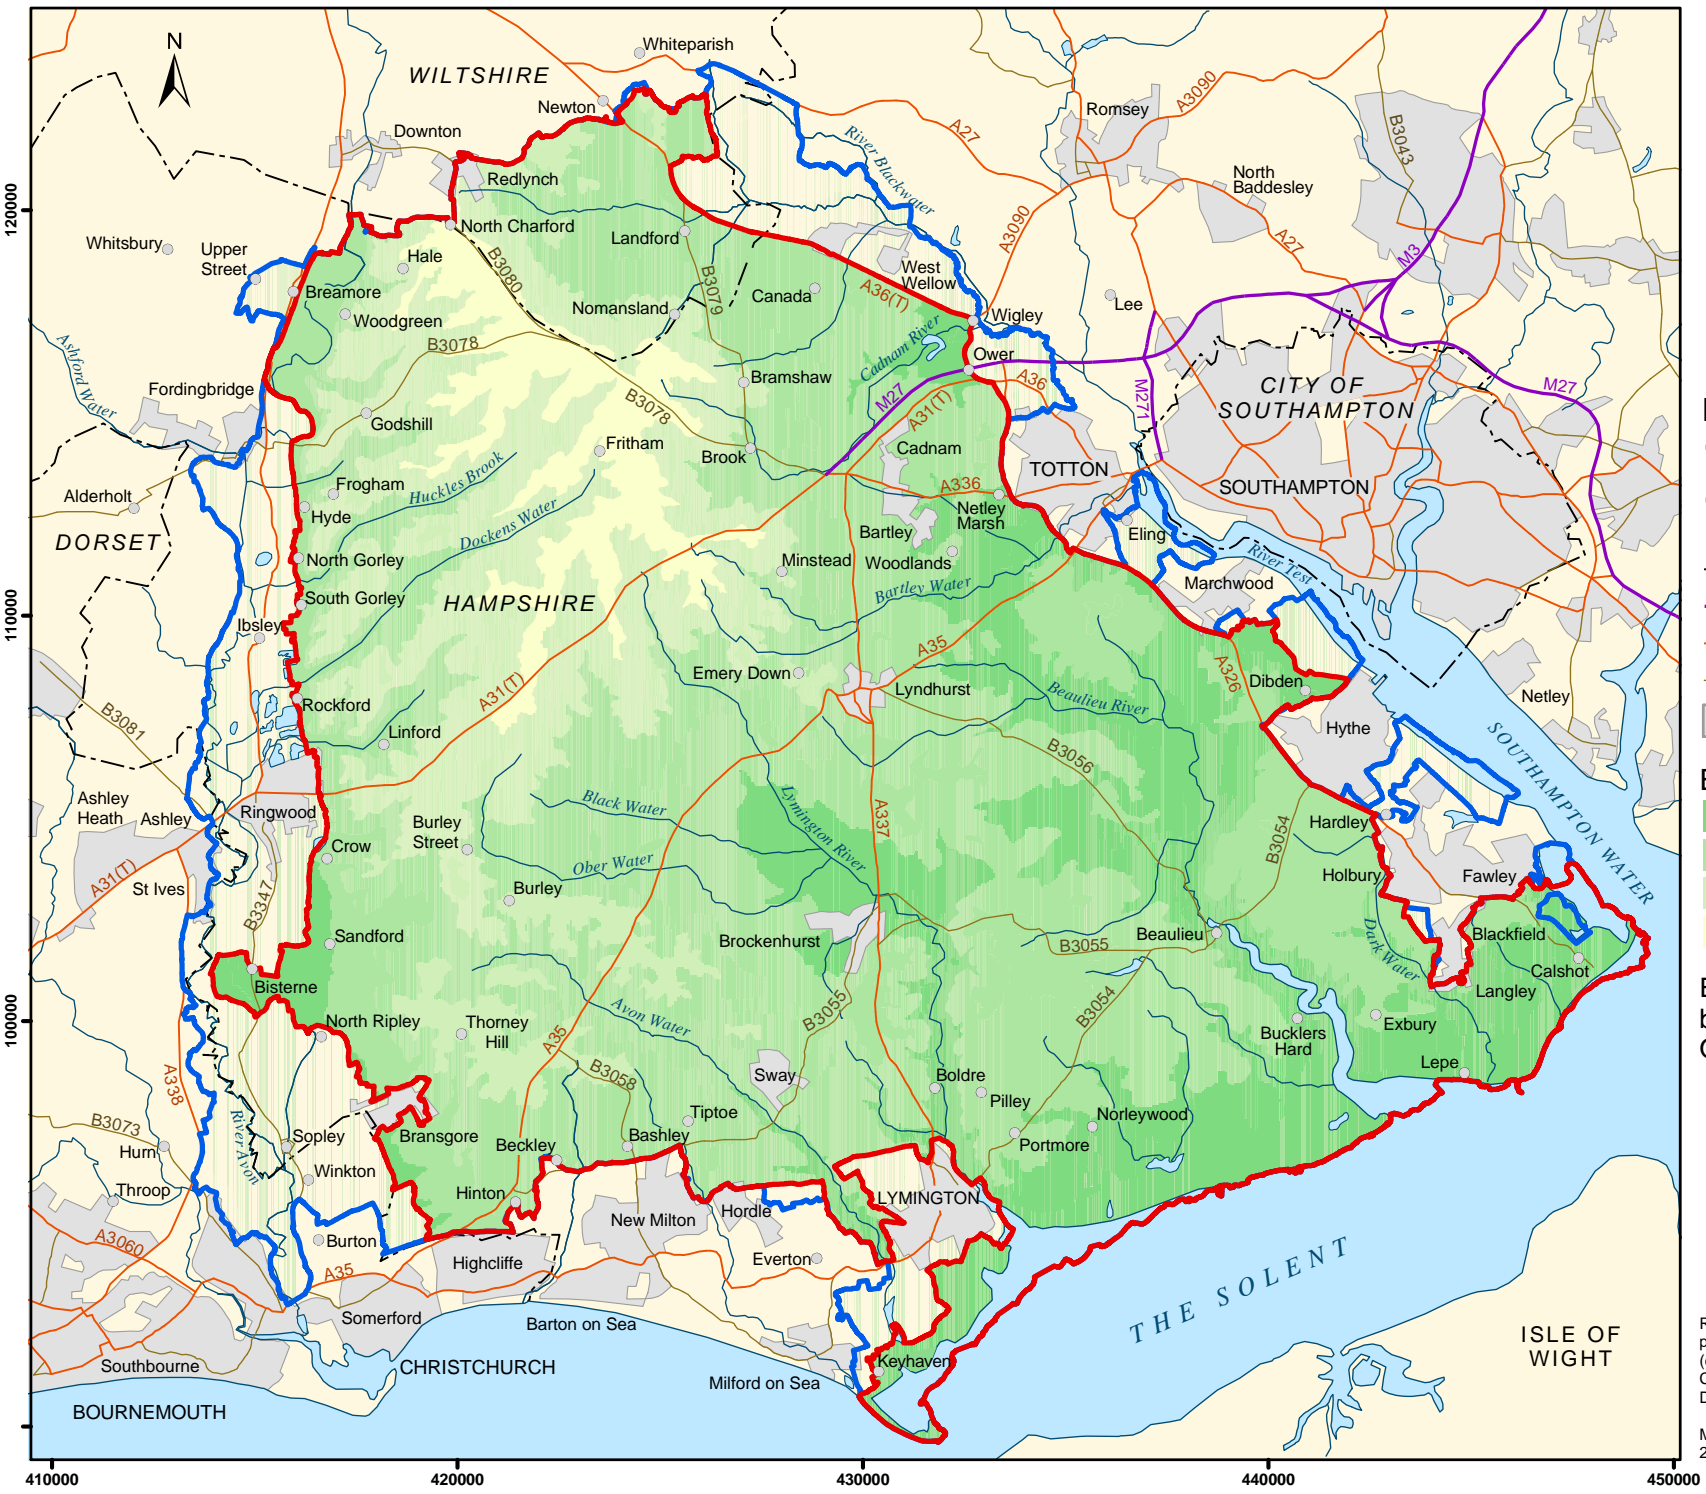 N
WILTSHIRE
Whiteparish
Newton
Downton
Redlynch
North Charford
River Blackwater
A27
Romsey
A3090
B3043
North
Baddesley
A27
M3
A3090
Whitsbury
Upper
Street
Hale
Breamore
Woodgreen
B3080
Landford
B3079
Nomansland
Canada
West
Wellow
A36(T)
Wigley
Lee
Cadnam River
Ower
A36
M27
A31(T)
M271
M27
CITY OF
SOUTHAMPTON
SOUTHAMPTON
Ashford Water
Fordingbridge
B3078
Godshill
B3078
Bramshaw
Fritham
Brook
Cadnam
TOTTON
A336
Netley
Marsh
Alderholt
Frogham
Hyde
Huckles Brook
Dockens Water
DORSET
North Gorley
South Gorley
HAMPSHIRE
Minstead
Bartley
Woodlands
Bartley Water
Eling
River Test
Marchwood
Ibsley
Rockford
A31(T)
Linford
Emery Down
A35
Lyndhurst
Beaulieu River
A326
Dibden
Hythe
Netley
SOUTHAMPTON WATER
B3081
Ashley
Heath
Ashley
Ringwood
Burley
Street
Black Water
Lymington River
A337
B3056
B3054
Hardley
A31(T)
St Ives
B3347
Crow
Ober Water
Burley
Holbury
Fawley
Sandford
Brockenhurst
B3055
Beaulieu
Dark Water
Blackfield
Calshot
Langley
Bisterne
North Ripley
Thorney
Hill
Avon Water
B3055
B3054
Bucklers
Hard
Exbury
Lepe
A338
A35
B3058
Sway
Boldre
Pilley
Norleywood
Portmore
B3073
Hurn
River Avon
Sopley
Winkton
Bransgore
Beckley
Tiptoe
Bashley
Throop
Hinton
New Milton
Hordle
LYMINGTON
A3060
Burton
A35
Highcliffe
Everton
Somerford
Barton on Sea
Southbourne
CHRISTCHURCH
Milford on Sea
Keyhaven
BOURNEMOUTH
THE SOLENT
ISLE OF
WIGHT
120000
110000
100000
410000
420000
430000
440000
450000